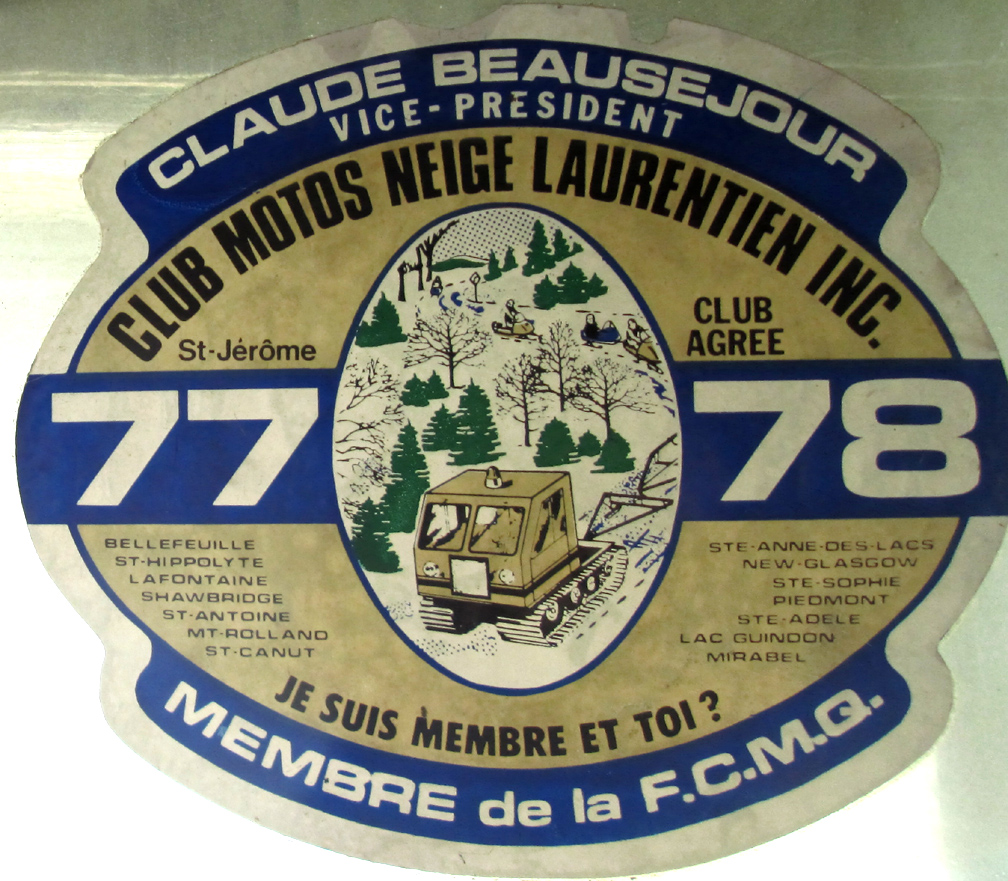 CLAUDE BEAUSEJOUR
VICE-PRESIDENT
CLUB MOTOS NEIGE LAURENTIEN INC.
St-Jérôme
CLUB
AGREE
77
78
BELLEFEUILLE
ST-HIPPOLYTE
LAFONTAINE
SHAWBRIDGE
ST-ANTOINE
MT-ROLLAND
ST-CANUT
STE-ANNE-DES-LACS
NEW-GLASGOW
STE-SOPHIE
PIEDMONT
STE-ADELE
LAC GUINDON
MIRABEL
JE SUIS MEMBRE ET TOI ?
MEMBRE de la F.C.M.Q.